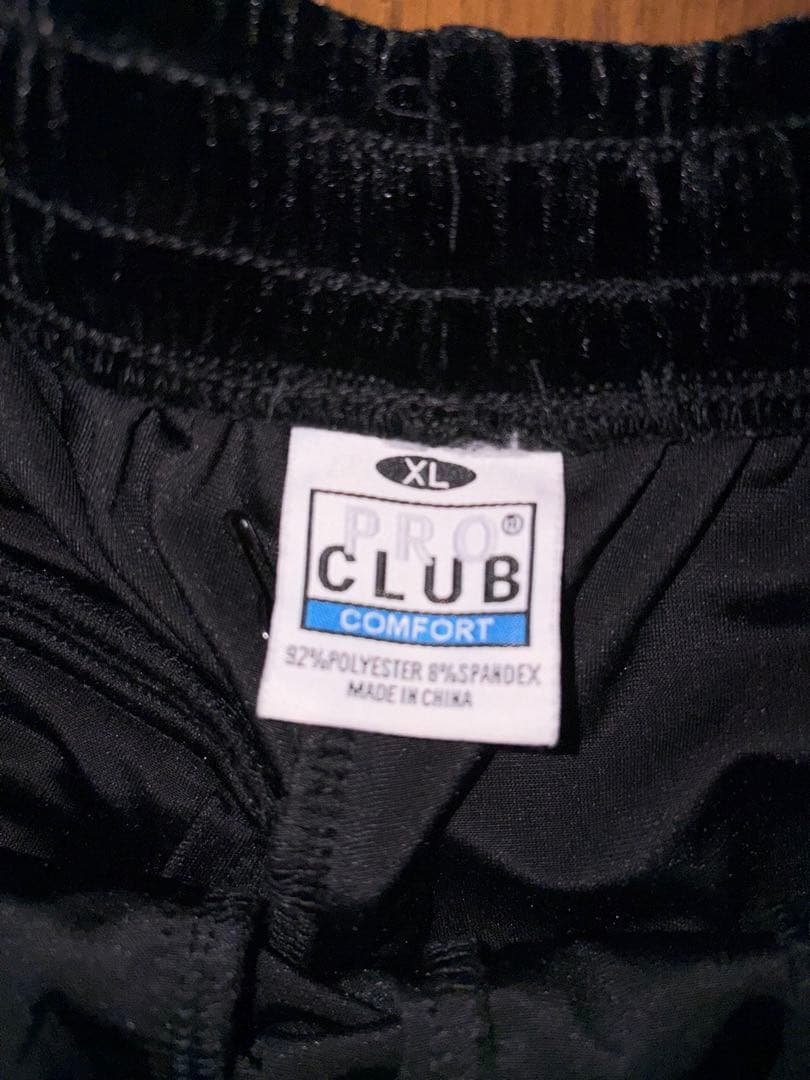 XL
PRO®
CLUB
COMFORT
92%POLYESTER 8%SPANDEX
MADE IN CHINA